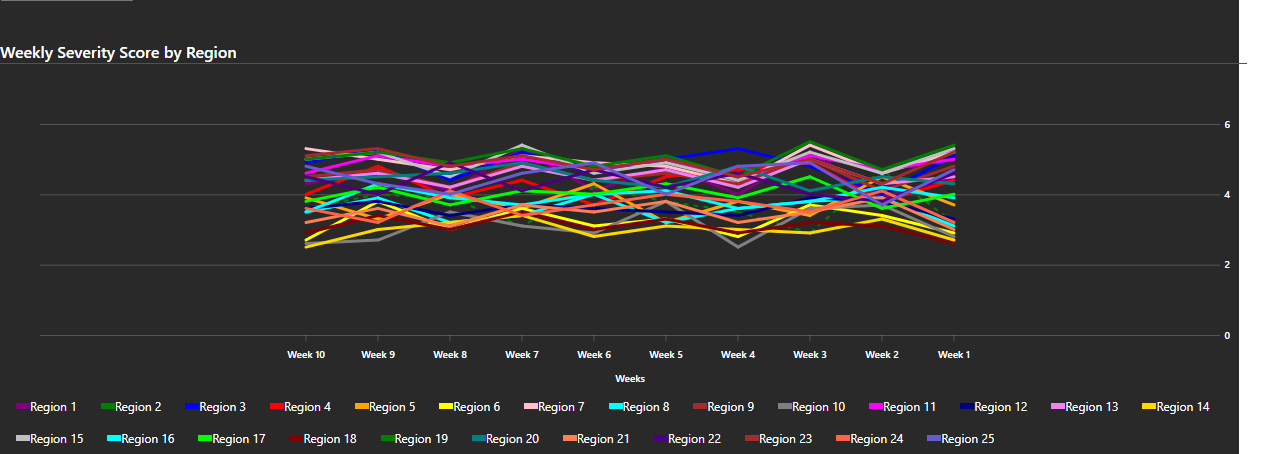 Weekly Severity Score by Region
6
4
2
0
Week 10 Week 9 Week 8 Week 7 Week 6 Week 5 Week 4 Week 3 Week 2 Week 1
Weeks
Region 1 Region 2 Region 3 Region 4 Region 5 Region 6 Region 7 Region 8 Region 9 Region 10 Region 11 Region 12 Region 13 Region 14
Region 15 Region 16 Region 17 Region 18 Region 19 Region 20 Region 21 Region 22 Region 23 Region 24 Region 25